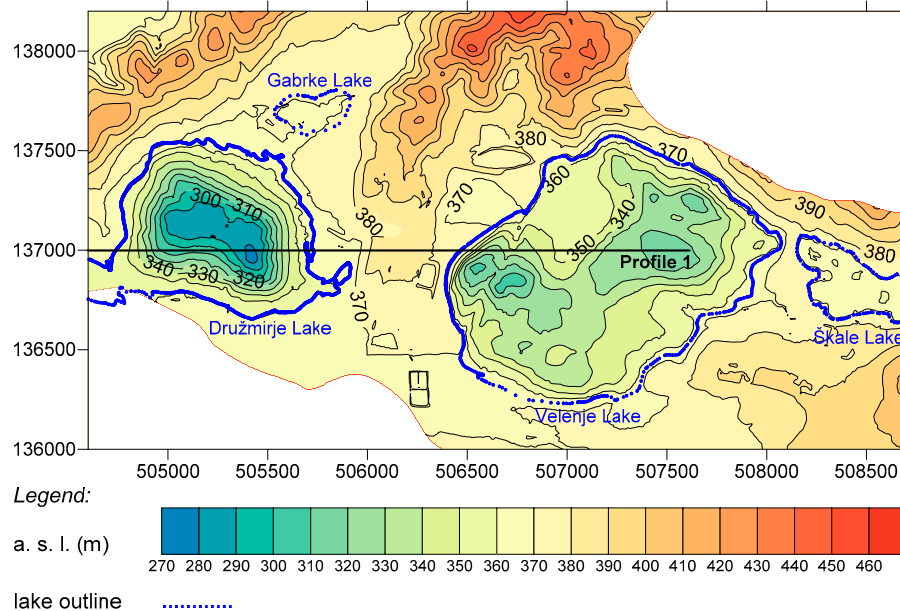 138000
137500
137000
136500
136000
Gabrke Lake
380
370
360
370
390
380
380
370
300
310
340
350
340
330
320
Profile 1
Družmirje Lake
Škale Lake
Velenje Lake
505000 505500 506000 506500 507000 507500 508000 508500
Legend:
a. s. l. (m)
270 280 290 300 310 320 330 340 350 360 370 380 390 400 410 420 430 440 450 460
lake outline